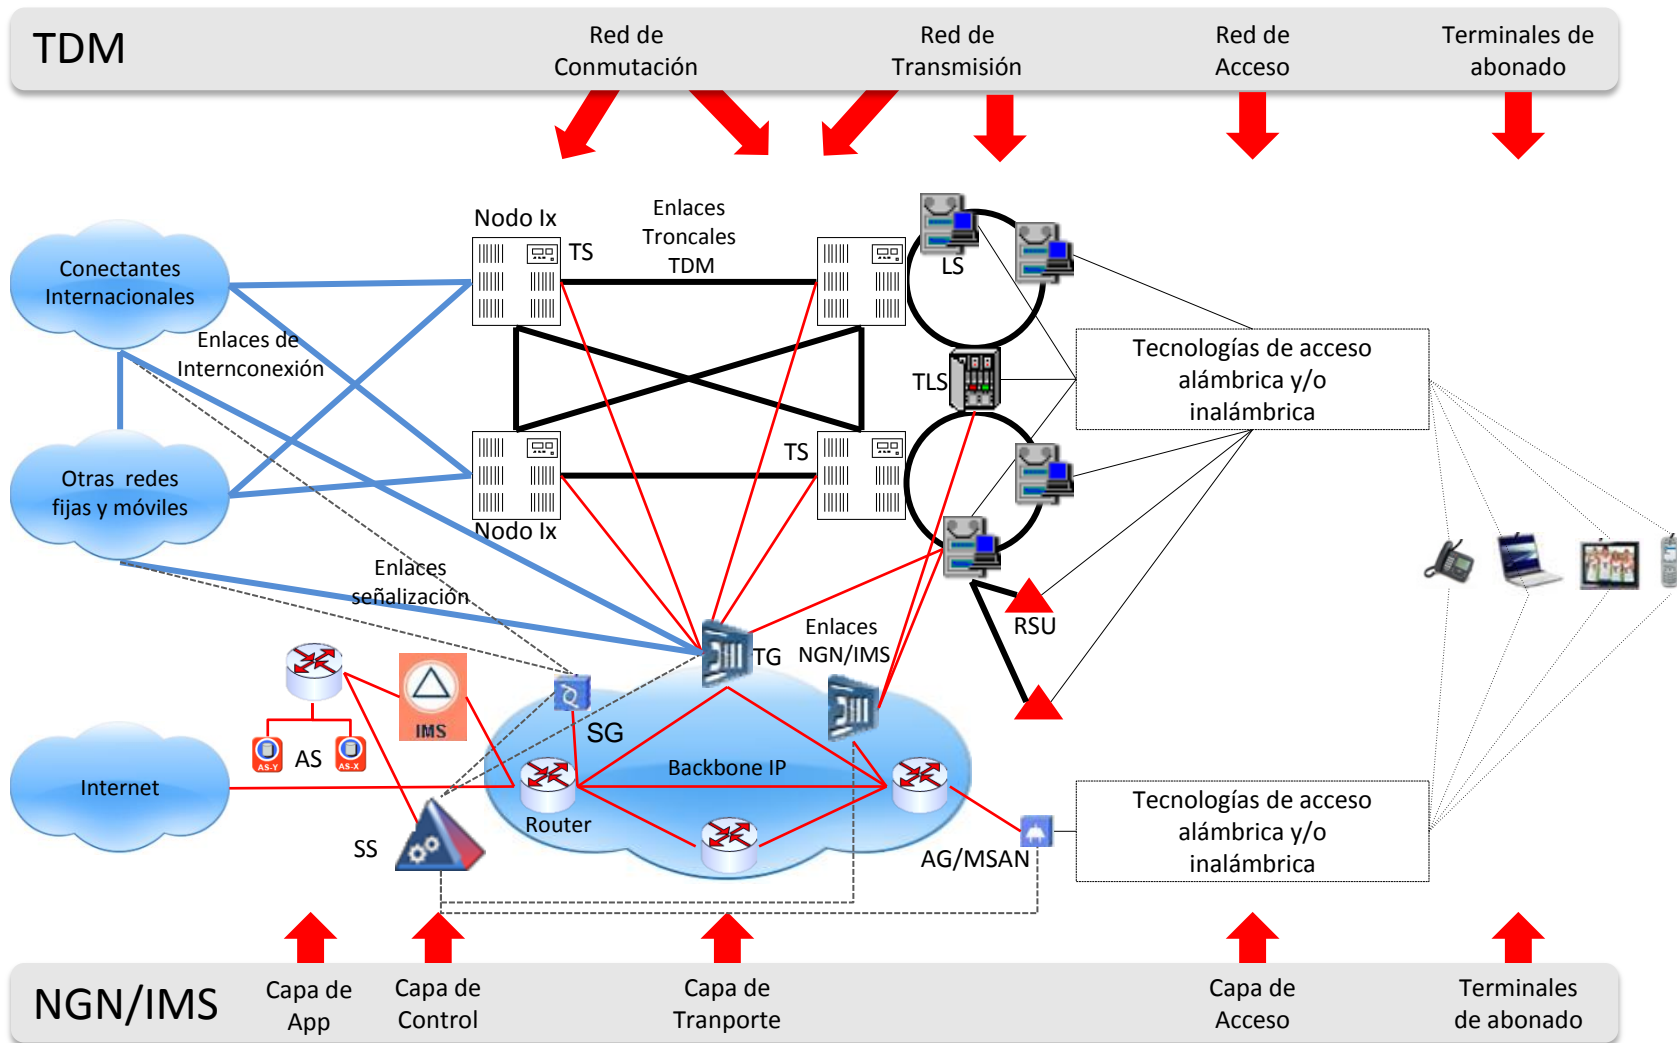 TDM
Red de
Conmutación
Red de
Transmisión
Red de
Acceso
Terminales de
abonado
Nodo Ix
TS
Enlaces
Troncales
TDM
LS
Conectantes
Internacionales
Enlaces de
Internconexión
TLS
Tecnologías de acceso
alámbrica y/o
inalámbrica
Otras redes
fijas y móviles
TS
Nodo Ix
Enlaces
señalización
Enlaces
NGN/IMS
RSU
TG
IMS
SG
AS
AS-Y
AS-X
Internet
Backbone IP
Router
SS
AG/MSAN
Tecnologías de acceso
alámbrica y/o
inalámbrica
NGN/IMS
Capa de
App
Capa de
Control
Capa de
Tranporte
Capa de
Acceso
Terminales
de abonado